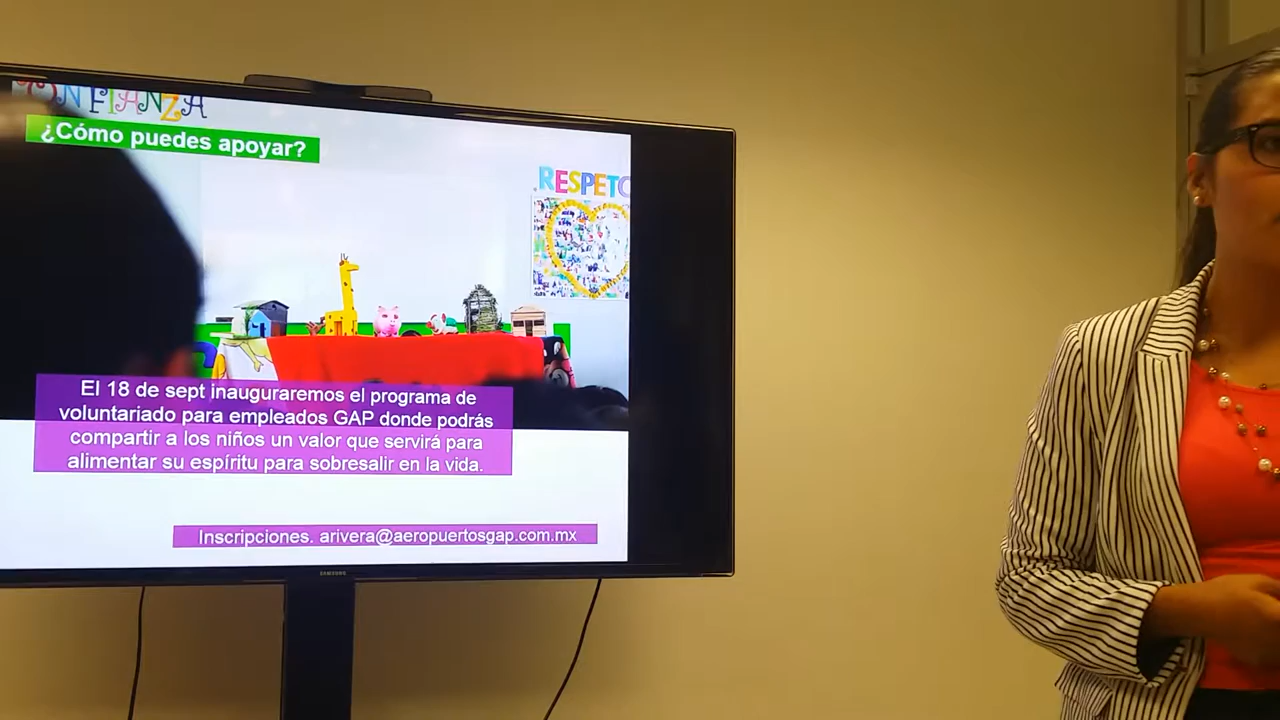 CONFIANZA
¿Cómo puedes apoyar?
RESPETO
El 18 de sept inauguraremos el programa de
voluntariado para empleados GAP donde podrás
compartir a los niños un valor que servirá para
alimentar su espíritu para sobresalir en la vida.
Inscripciones. arivera@aeropuertosgap.com.mx
SAMSUNG